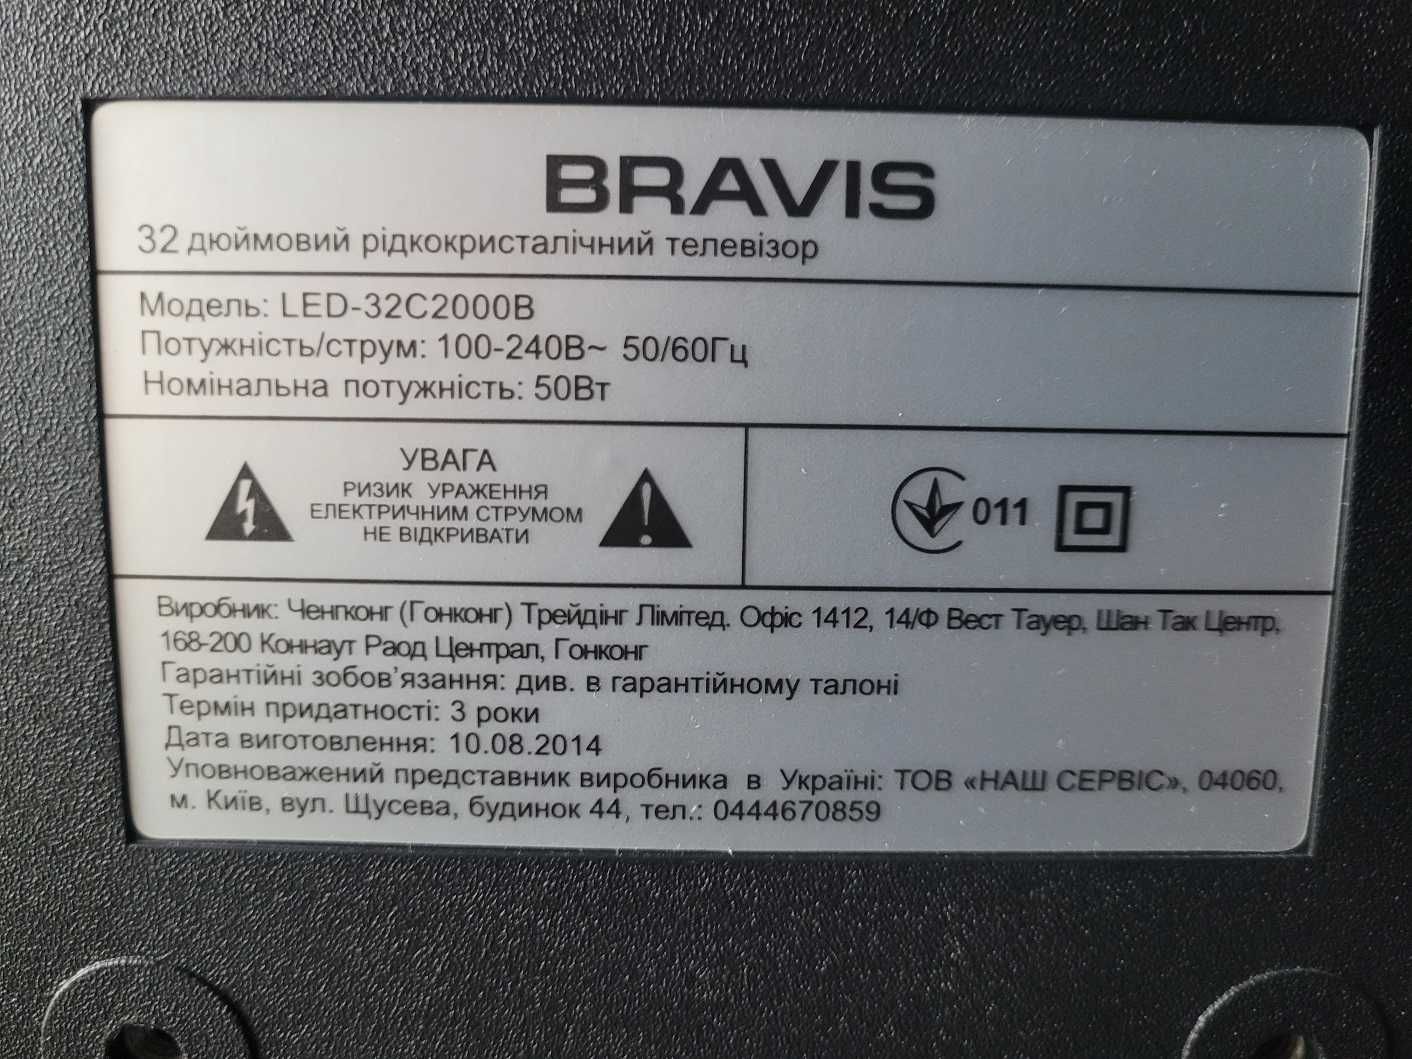 BRAVIS
32 дюймовий рідкокристалічний телевізор
Модель: LED-32C2000B
Потужність/струм: 100-240В~ 50/60Гц
Номінальна потужність: 50Вт
УВАГА
РИЗИК УРАЖЕННЯ
ЕЛЕКТРИЧНИМ СТРУМОМ
НЕ ВІДКРИВАТИ
011
Виробник: Ченгконг (Гонконг) Трейдінг Лімітед. Офіс 1412, 14/Ф Вест Тауер, Шан Так Центр,
168-200 Коннаут Раод Централ, Гонконг
Гарантійні зобов'язання: див. в гарантійному талоні
Термін придатності: 3 роки
Дата виготовлення: 10.08.2014
Уповноважений представник виробника в Україні: ТОВ «НАШ СЕРВІС», 04060,
м. Київ, вул. Щусева, будинок 44, тел.: 0444670859